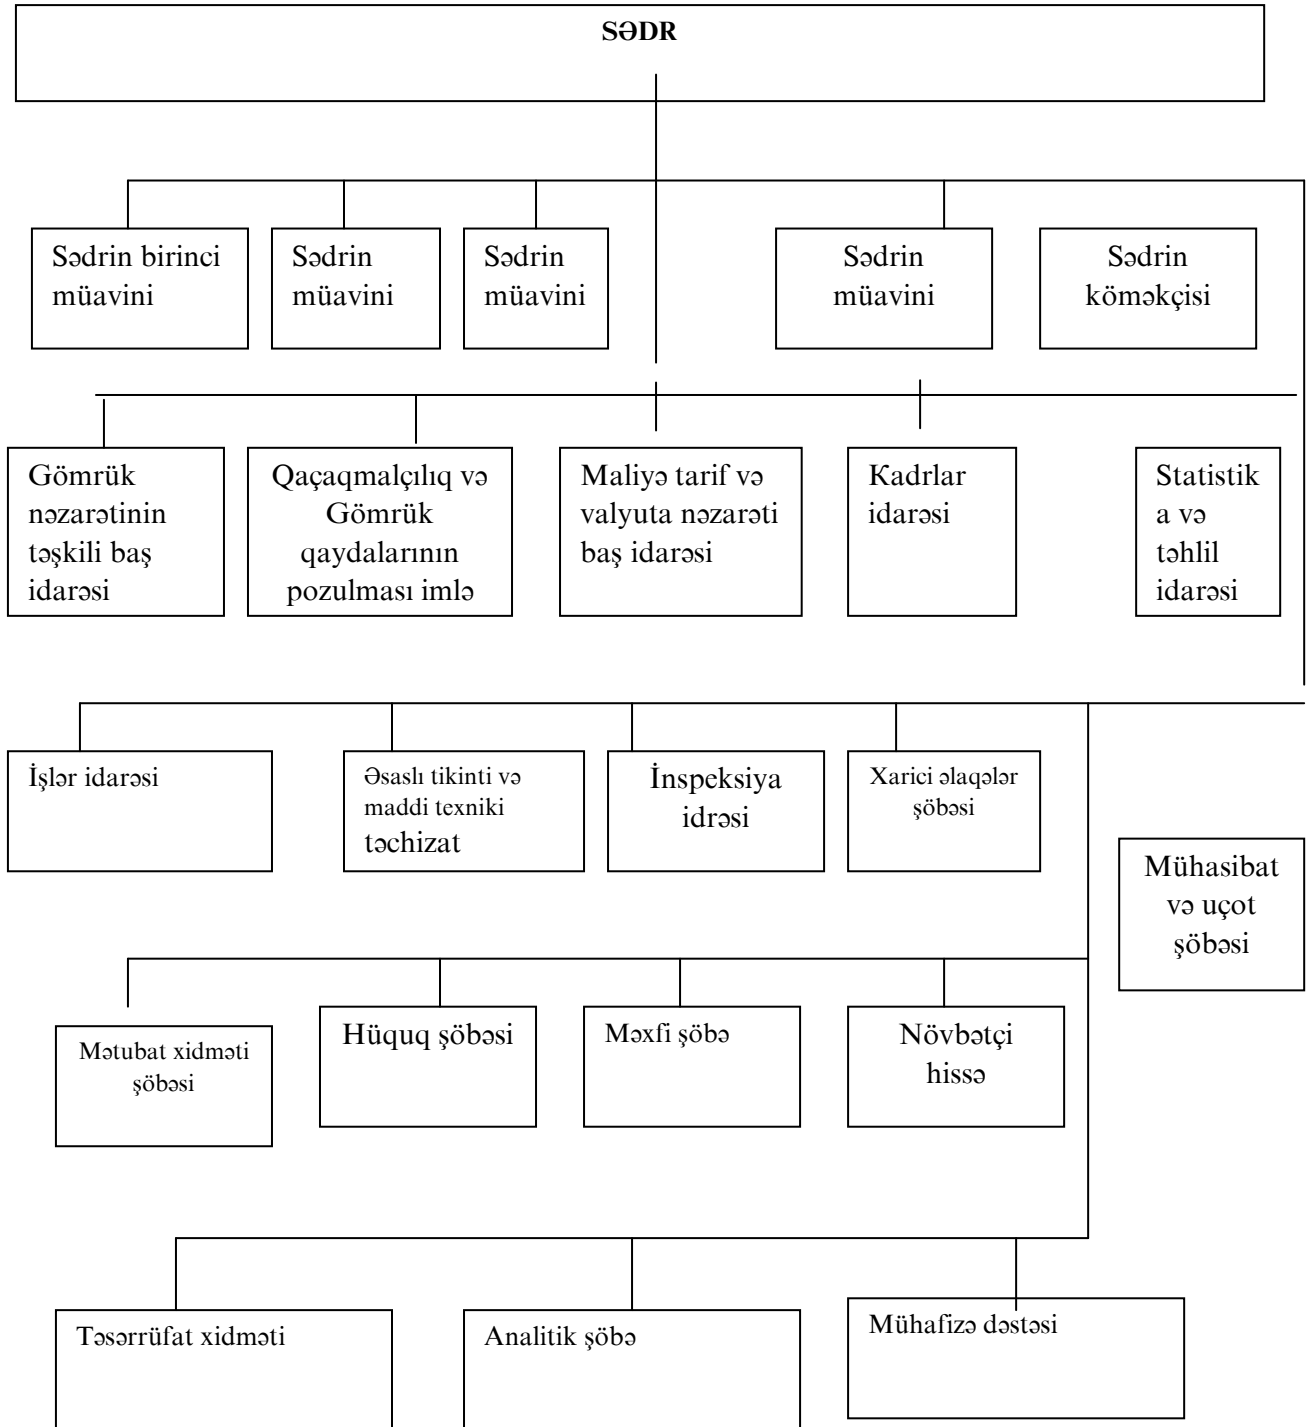 SƏDR
Sədrin birinci
müavini
Sədrin
müavini
Sədrin
müavini
Sədrin
müavini
Sədrin
köməkçisi
Gömrük
nəzarətinin
təşkili baş
idarəsi
Qaçaqmalçılıq və
Gömrük
qaydalarının
pozulması imlə
Maliyə tarif və
valyuta nəzarəti
baş idarəsi
Kadrlar
idarəsi
Statistik
a və
təhlil
idarəsi
İşlər idarəsi
Əsaslı tikinti və
maddi texniki
təchizat
İnspeksiya
idrəsi
Xarici əlaqələr
şöbəsi
Mühasibat
və uçot
şöbəsi
Mətubat xidməti
şöbəsi
Hüquq şöbəsi
Məxfi şöbə
Növbətçi
hissə
Təsərrüfat xidməti
Analitik şöbə
Mühafizə dəstəsi